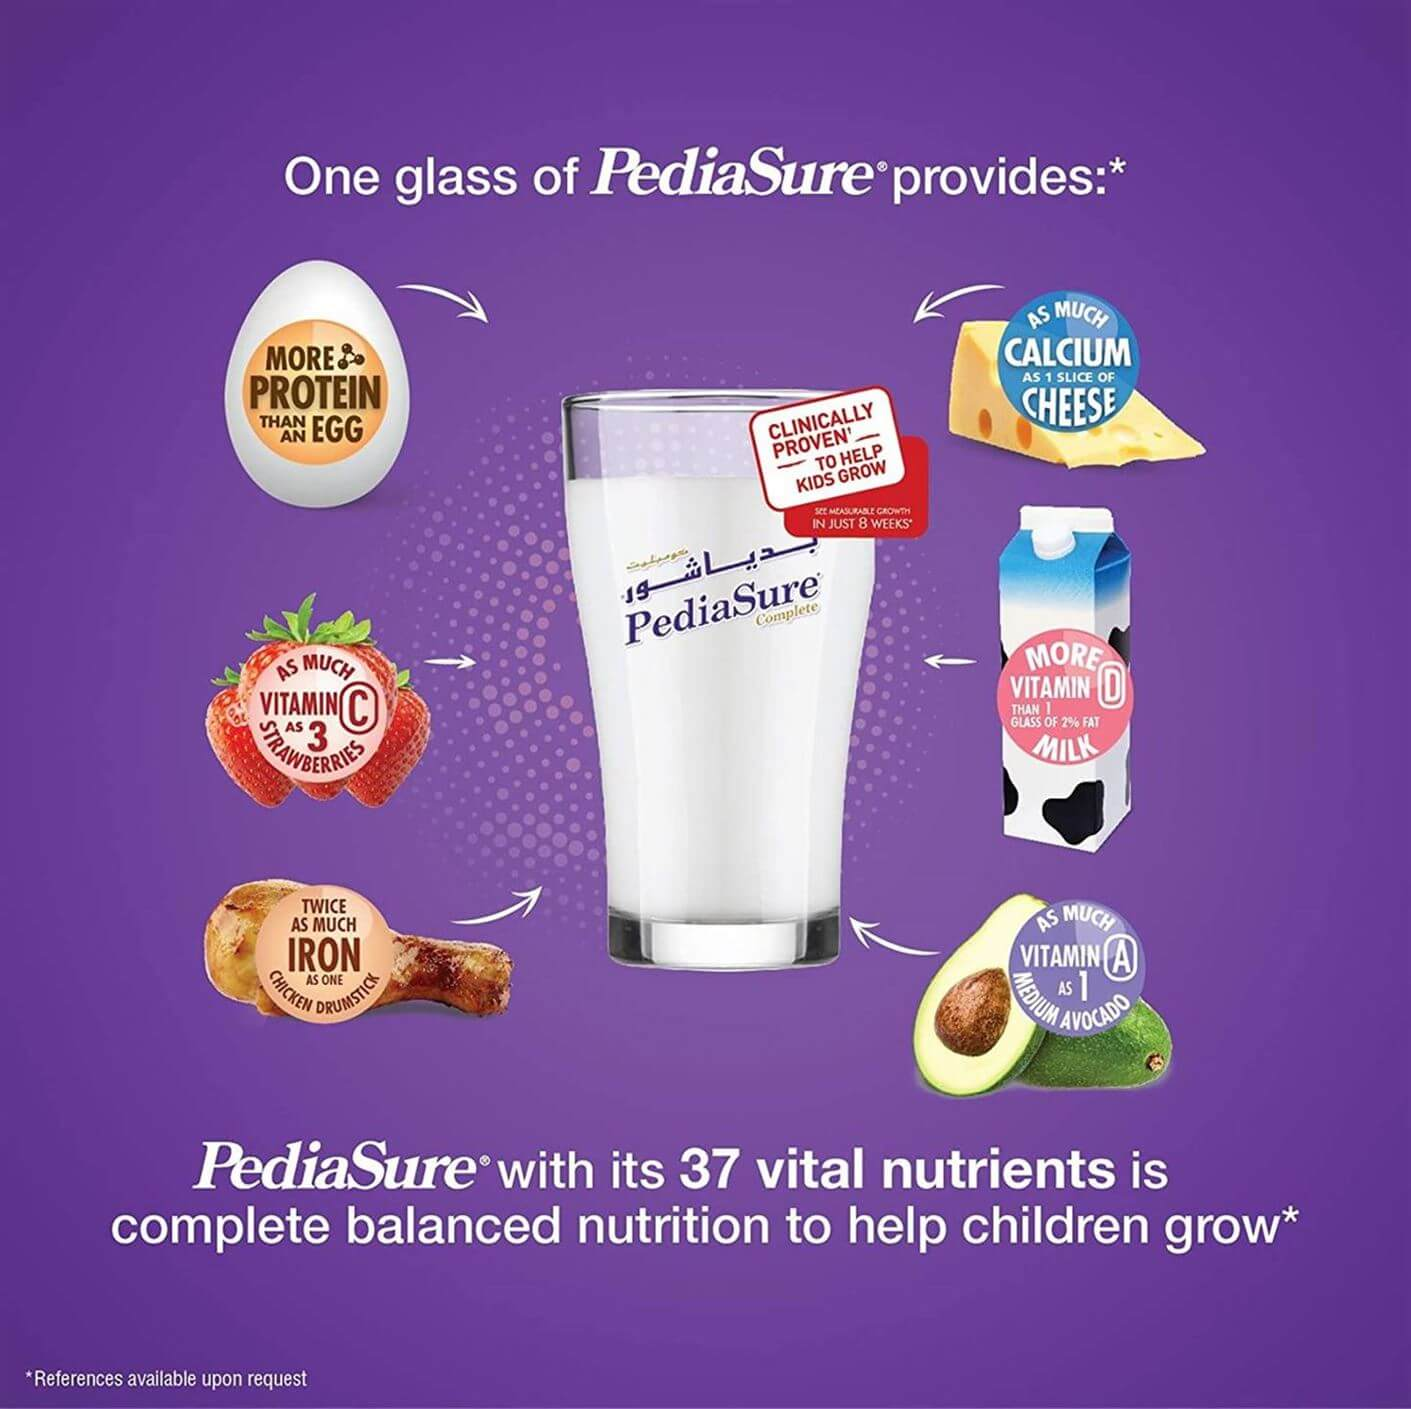 One glass of PediaSure® provides:*
MORE
PROTEIN
THAN
AN EGG
AS MUCH
CALCIUM
AS 1 SLICE OF
CHEESE
CLINICALLY
PROVEN'
TO HELP
KIDS GROW
SEE MEASURABLE GROWTH
IN JUST 8 WEEKS*
كومبليت
بدياشور
PediaSure®
Complete
AS MUCH
VITAMIN C
AS 3
STRAWBERRIES
MORE
VITAMIN D
THAN 1
GLASS OF 2% FAT
MILK
TWICE
AS MUCH
IRON
AS ONE
CHICKEN DRUMSTICK
AS MUCH
VITAMIN A
AS 1
MEDIUM AVOCADO
PediaSure® with its 37 vital nutrients is
complete balanced nutrition to help children grow*
*References available upon request